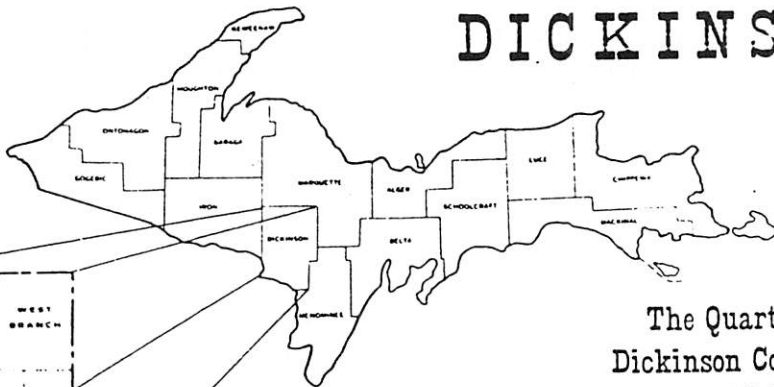 DICKINS
KEWEENAW
HOUGHTON
ONTONAGON
BARAGA
GOGEBIC
MARQUETTE
ALGER
LUCE
CHIPPEWA
IRON
SCHOOLCRAFT
MACKINAC
DICKINSON
DELTA
MENOMINEE
WEST
BRANCH
The Quart
Dickinson Co